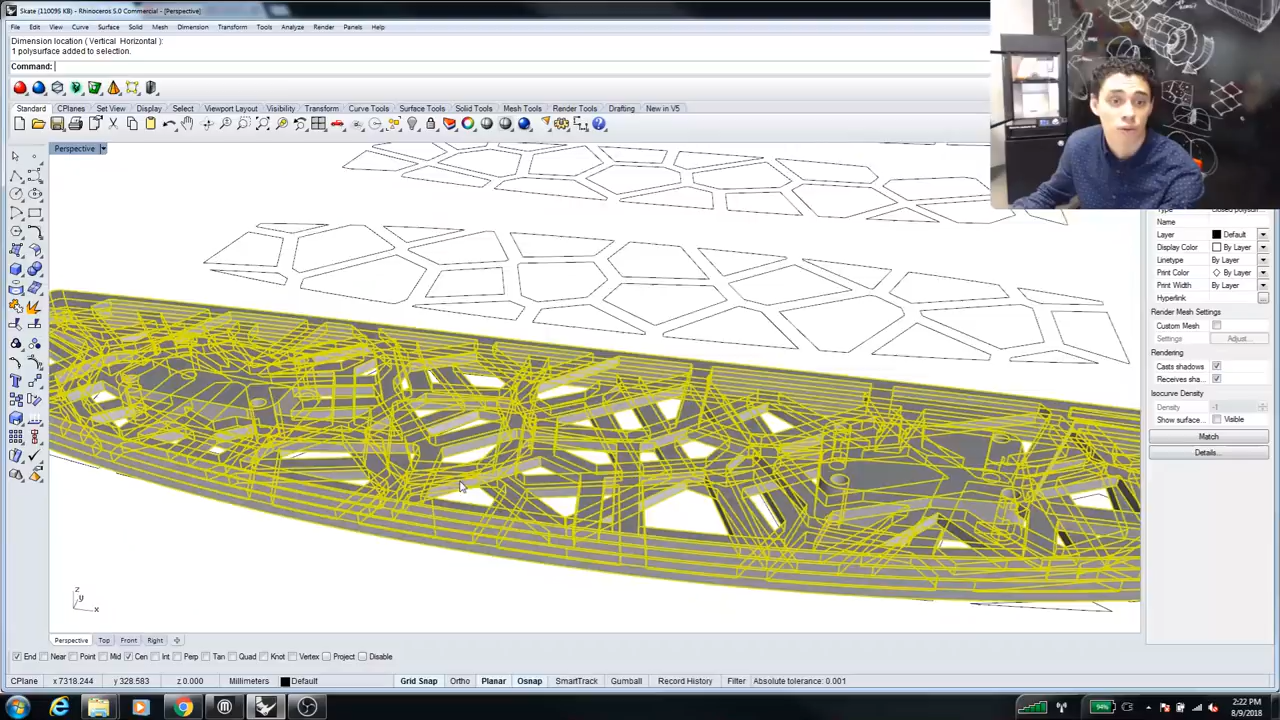 Skate (110095 KB) - Rhinoceros 5.0 Commercial - [Perspective]
File Edit View Curve Surface Solid Mesh Dimension Transform Tools Analyze Render Panels Help
Dimension location ( Vertical Horizontal ):
1 polysurface added to selection.
Command:
Standard CPlanes Set View Display Select Viewport Layout Visibility Transform Curve Tools Surface Tools Solid Tools Mesh Tools Render Tools Drafting New in V5
Perspective
Name
Layer Default
Display Color By Layer
Linetype By Layer
Print Color By Layer
Print Width By Layer
Hyperlink ...
Render Mesh Settings
Custom Mesh
Settings Adjust...
Rendering
Casts shadows
Receives sha...
Isocurve Density
Density -1
Show surface... Visible
Match
Details...
z
y
x
Perspective Top Front Right
End Near Point Mid Cen Int Perp Tan Quad Knot Vertex Project Disable
CPlane x 7318.244 y 328.583 z 0.000 Millimeters Default Grid Snap Ortho Planar Osnap SmartTrack Gumball Record History Filter Absolute tolerance: 0.001
94% 2:22 PM
8/9/2018